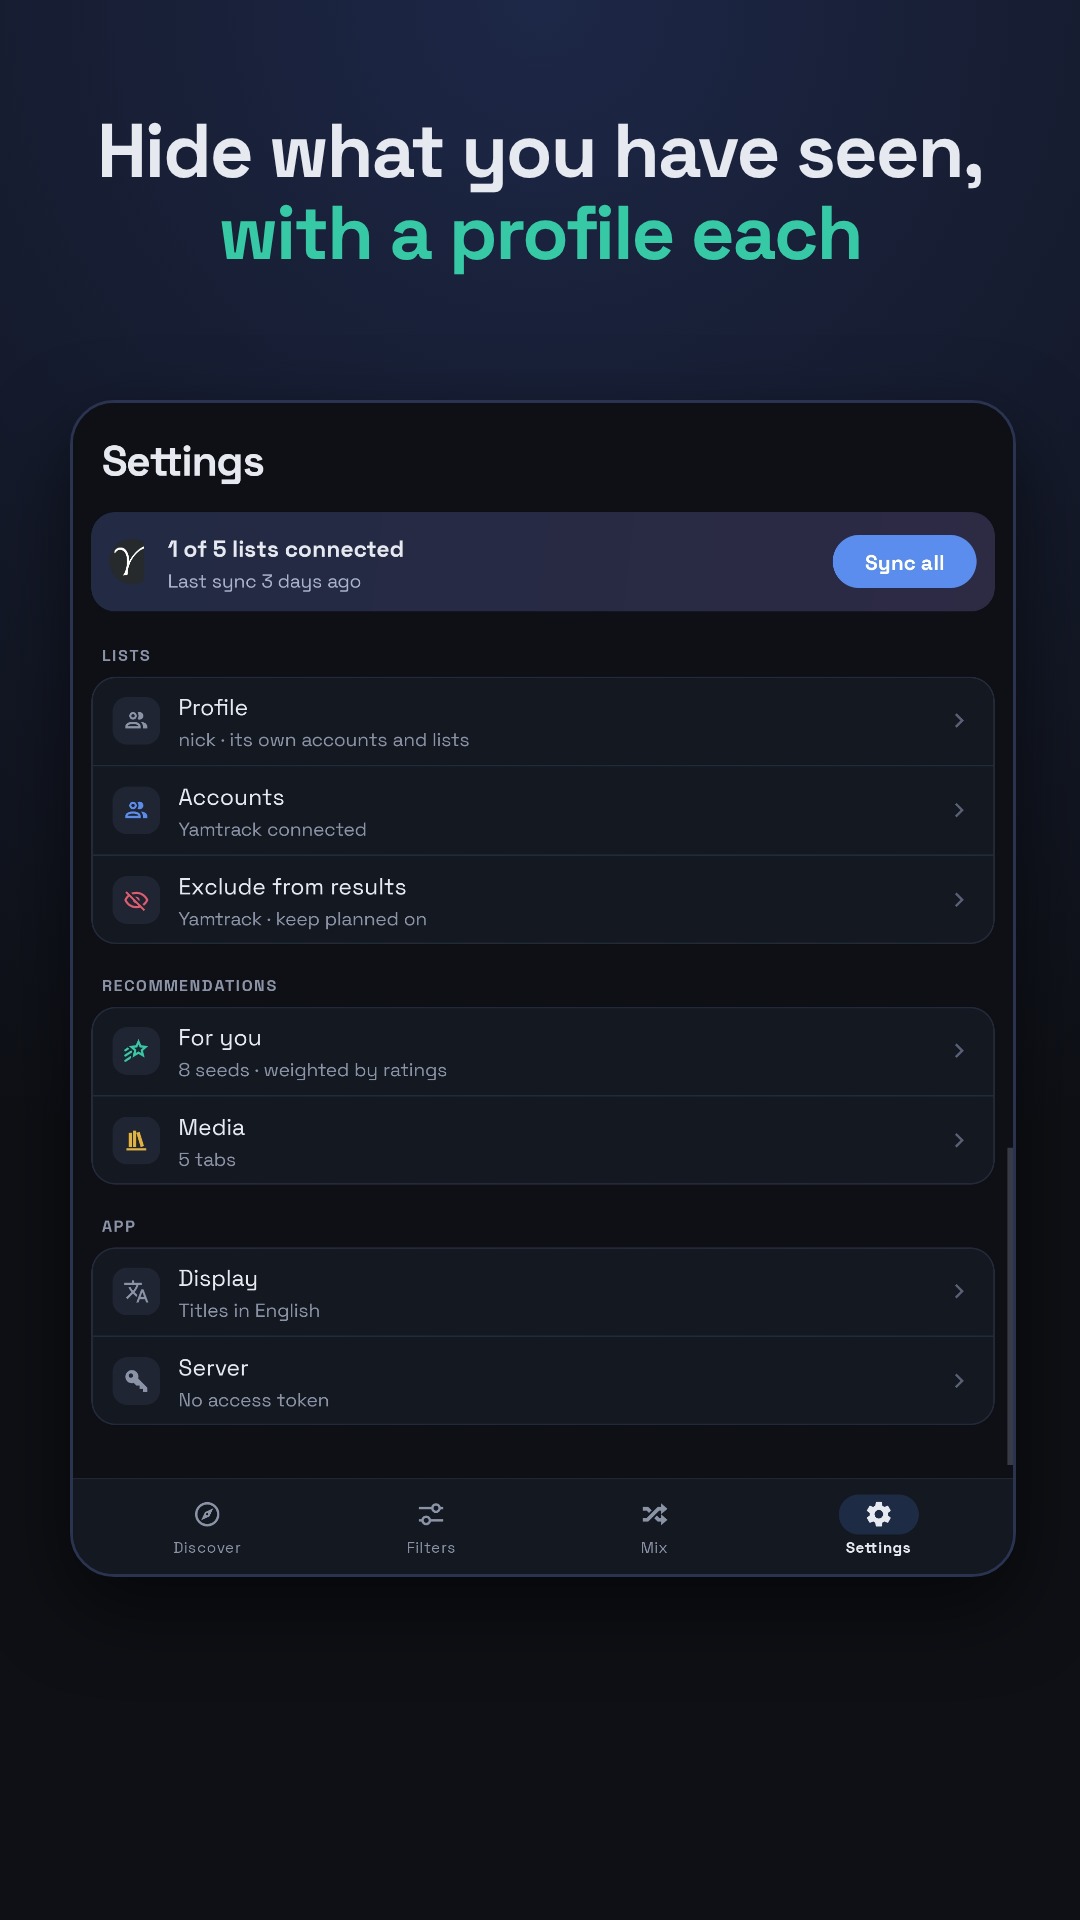 Hide what you have seen,
with a profile each
Settings
1 of 5 lists connected
Last sync 3 days ago
Sync all
LISTS
Profile
nick · its own accounts and lists
Accounts
Yamtrack connected
Exclude from results
Yamtrack · keep planned on
RECOMMENDATIONS
For you
8 seeds · weighted by ratings
Media
5 tabs
APP
Display
Titles in English
Server
No access token
Discover
Filters
Mix
Settings